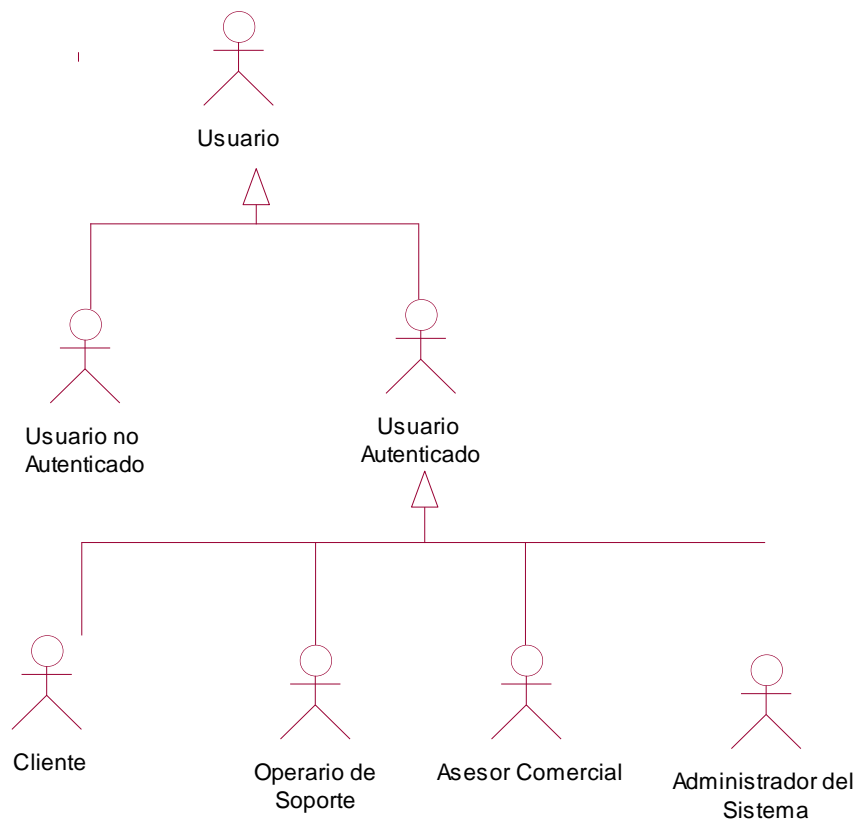 Usuario
Usuario no
Autenticado
Usuario
Autenticado
Cliente
Operario de
Soporte
Asesor Comercial
Administrador del
Sistema